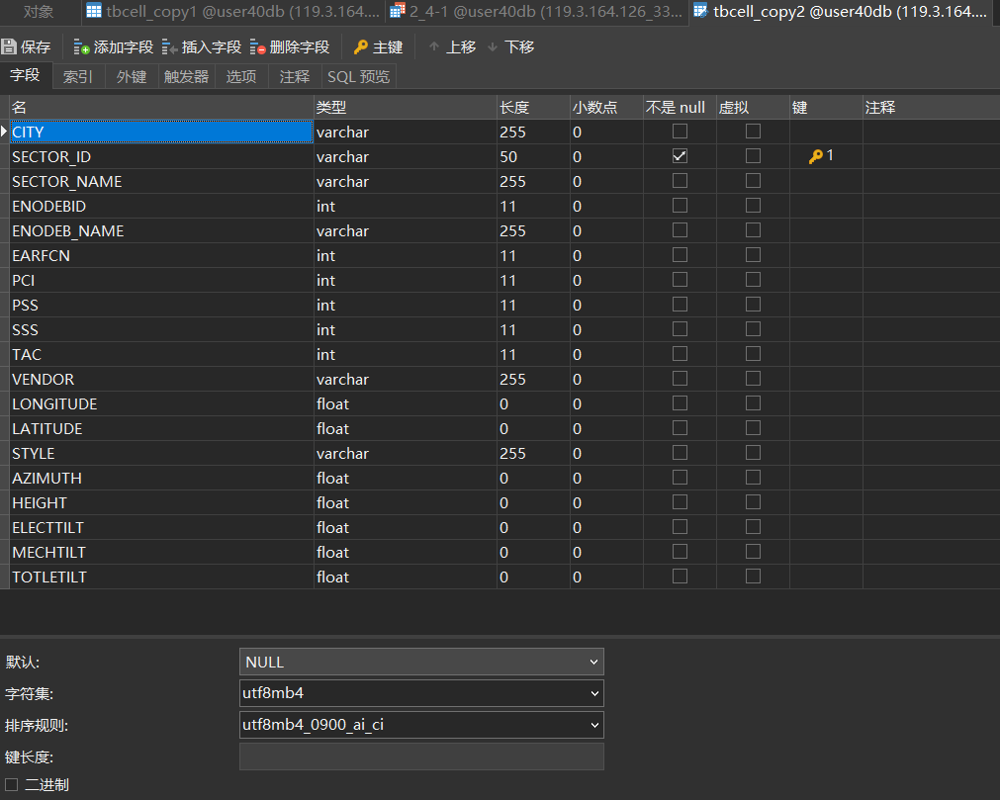 对象 tbcell_copy1 @user40db (119.3.164.... 2_4-1 @user40db (119.3.164.126_33... tbcell_copy2 @user40db (119.3.164....
保存 添加字段 插入字段 删除字段 主键 上移 下移
字段 索引 外键 触发器 选项 注释 SQL 预览
名 类型 长度 小数点 不是 null 虚拟 键 注释
CITY varchar 255 0
SECTOR_ID varchar 50 0 1
SECTOR_NAME varchar 255 0
ENODEBID int 11 0
ENODEB_NAME varchar 255 0
EARFCN int 11 0
PCI int 11 0
PSS int 11 0
SSS int 11 0
TAC int 11 0
VENDOR varchar 255 0
LONGITUDE float 0 0
LATITUDE float 0 0
STYLE varchar 255 0
AZIMUTH float 0 0
HEIGHT float 0 0
ELECTTILT float 0 0
MECHTILT float 0 0
TOTLETILT float 0 0
默认: NULL
字符集: utf8mb4
排序规则: utf8mb4_0900_ai_ci
键长度:
二进制